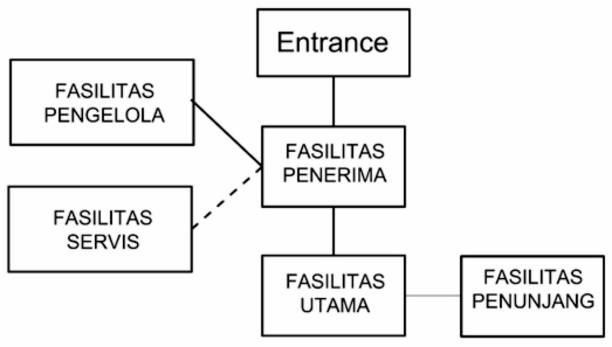 Entrance
FASILITAS
PENGELOLA
FASILITAS
PENERIMA
FASILITAS
SERVIS
FASILITAS
UTAMA
FASILITAS
PENUNJANG